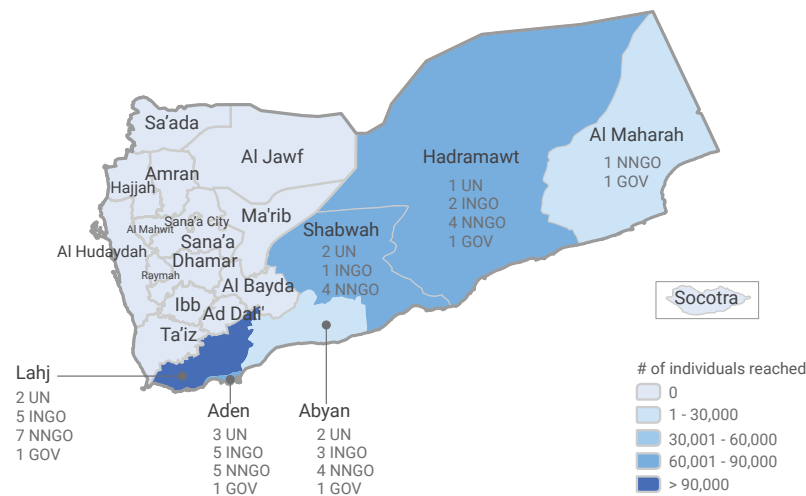 Sa'ada
Al Jawf
Amran
Hajjah
Hadramawt
1 UN
2 INGO
4 NNGO
1 GOV
Al Maharah
1 NNGO
1 GOV
Ma'rib
Sana'a City
Al Mahwit
Sana'a
Al Hudaydah
Dhamar
Raymah
Shabwah
2 UN
1 INGO
4 NNGO
Al Bayda
Ibb
Ad Dali'
Ta'iz
Socotra
Lahj
2 UN
5 INGO
7 NNGO
1 GOV
Aden
3 UN
5 INGO
5 NNGO
1 GOV
Abyan
2 UN
3 INGO
4 NNGO
1 GOV
# of individuals reached
0
1 - 30,000
30,001 - 60,000
60,001 - 90,000
> 90,000